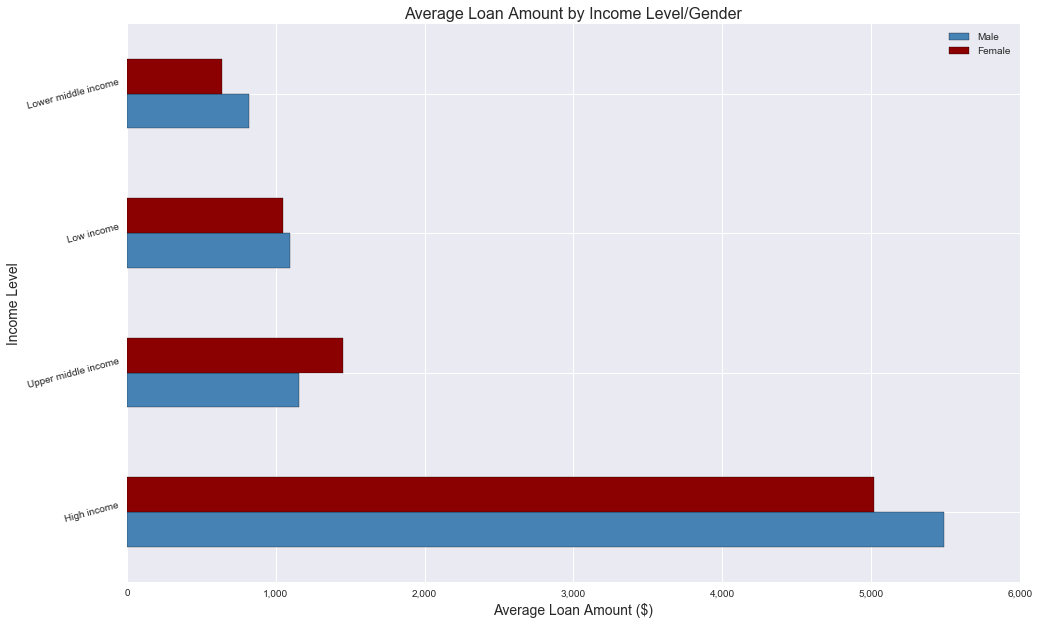 Average Loan Amount by Income Level/Gender
Male
Female
Lower middle income
Low income
Upper middle income
High income
Income Level
0 1,000 2,000 3,000 4,000 5,000 6,000
Average Loan Amount ($)